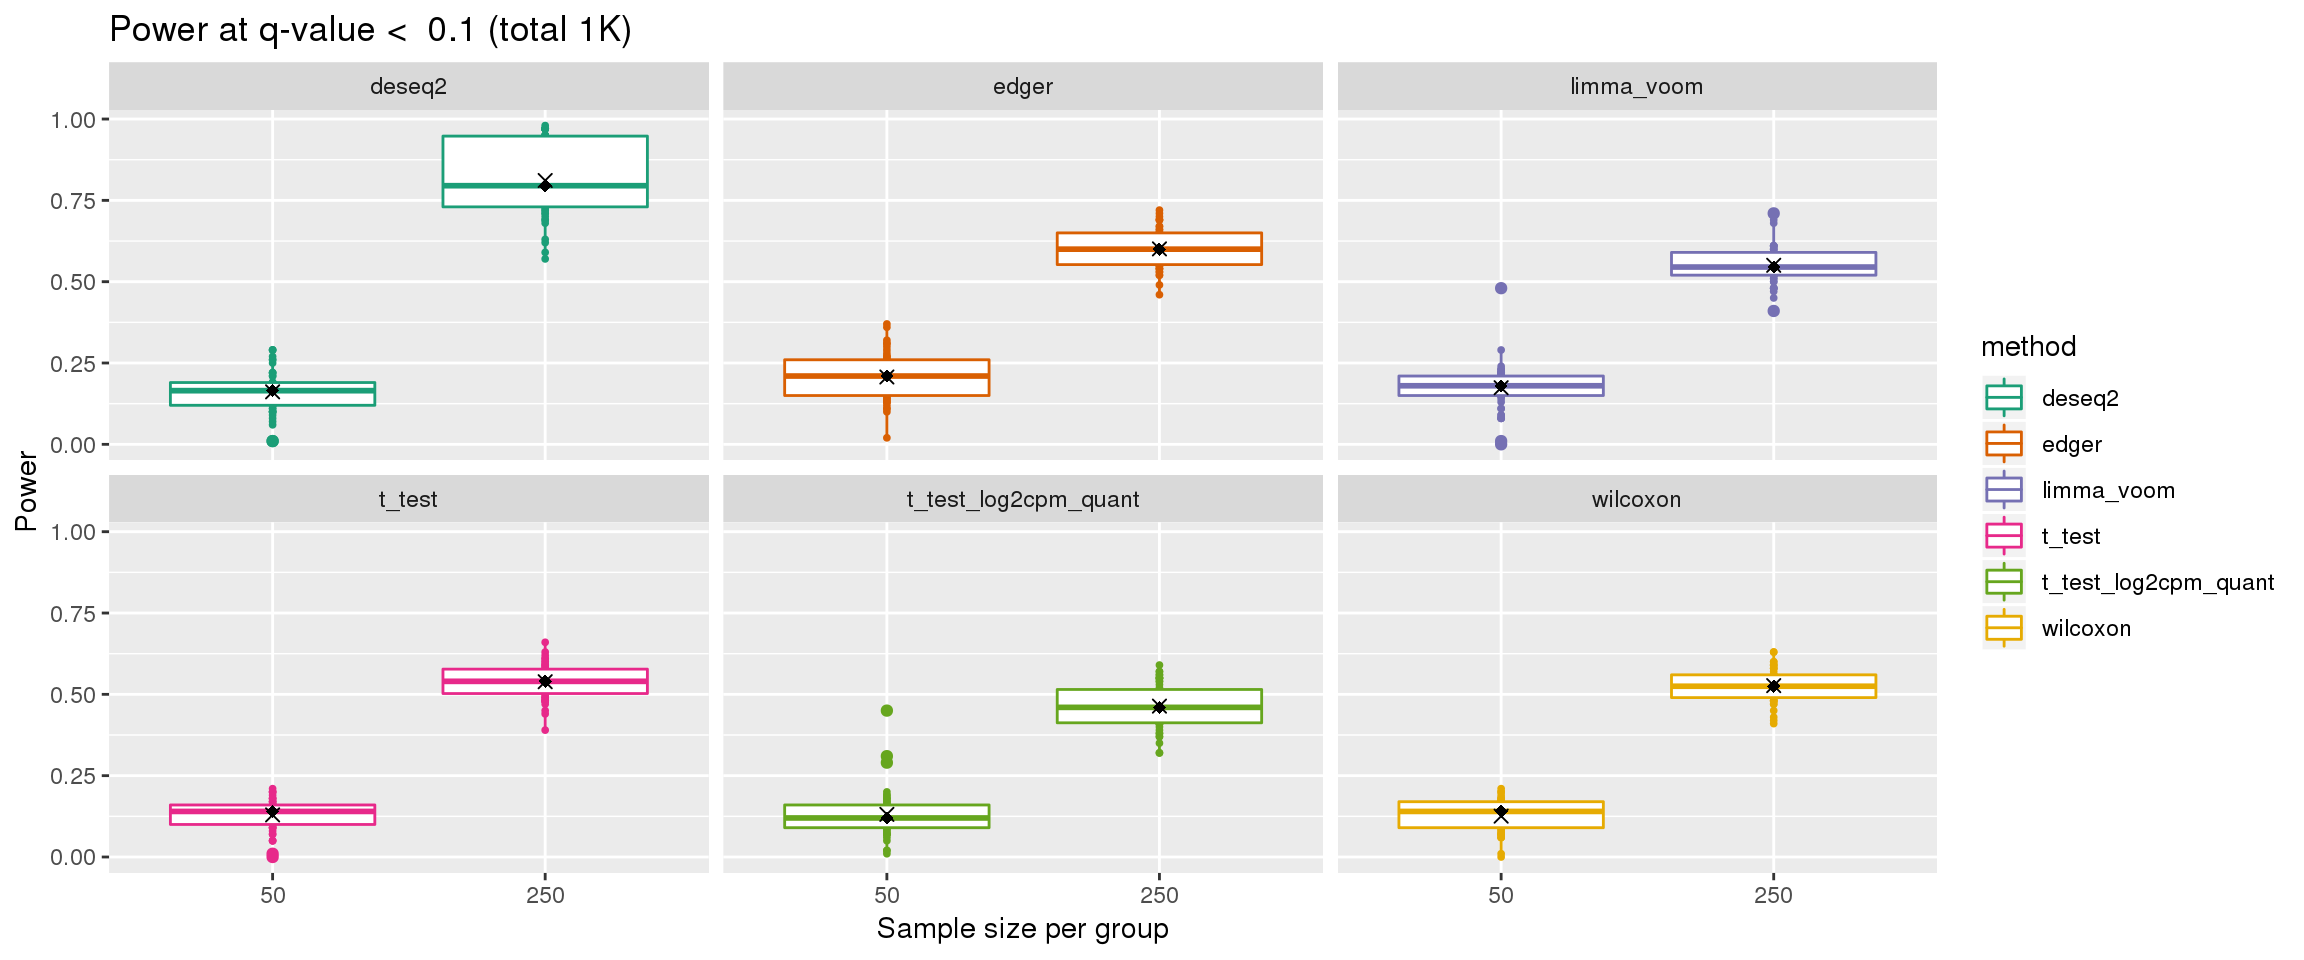 Power at q-value <  0.1 (total 1K)
deseq2
edger
limma_voom
1.00
0.75
0.50
0.25
0.00
t_test
t_test_log2cpm_quant
wilcoxon
1.00
0.75
0.50
0.25
0.00
Power
50
250
50
250
50
250
Sample size per group
method
deseq2
edger
limma_voom
t_test
t_test_log2cpm_quant
wilcoxon